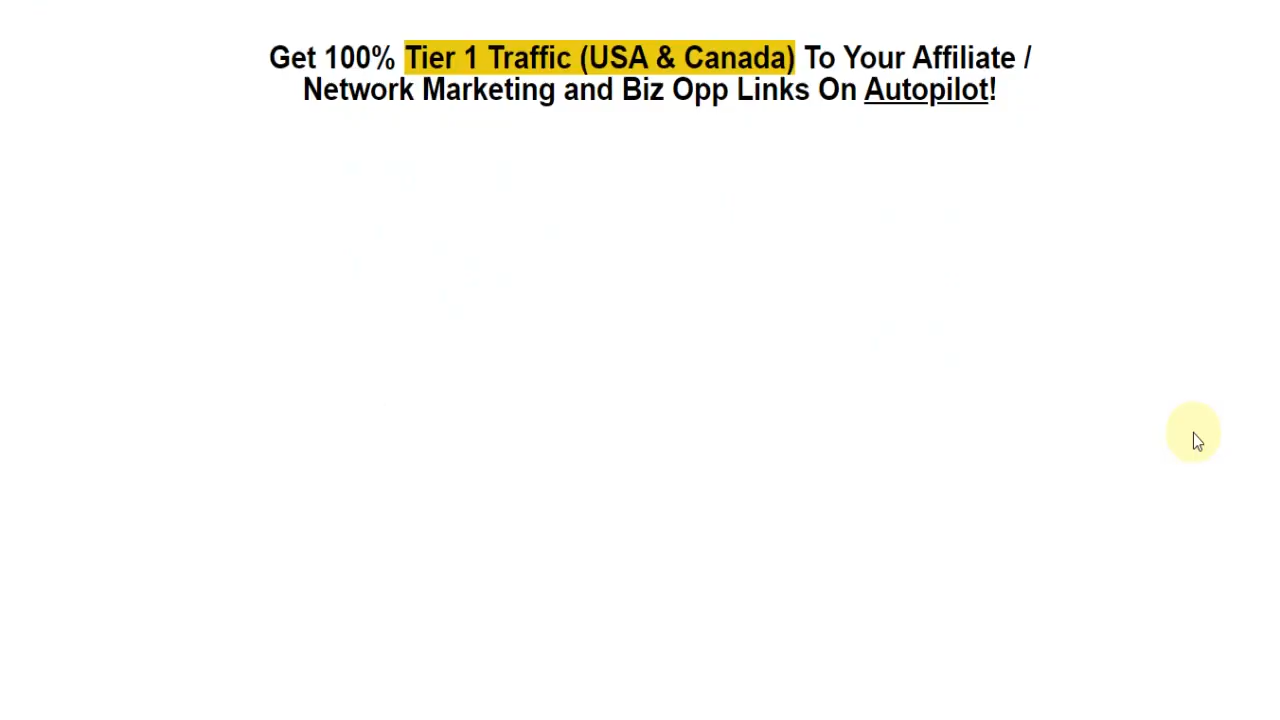 Get 100% Tier 1 Traffic (USA & Canada) To Your Affiliate /
Network Marketing and Biz Opp Links On Autopilot!